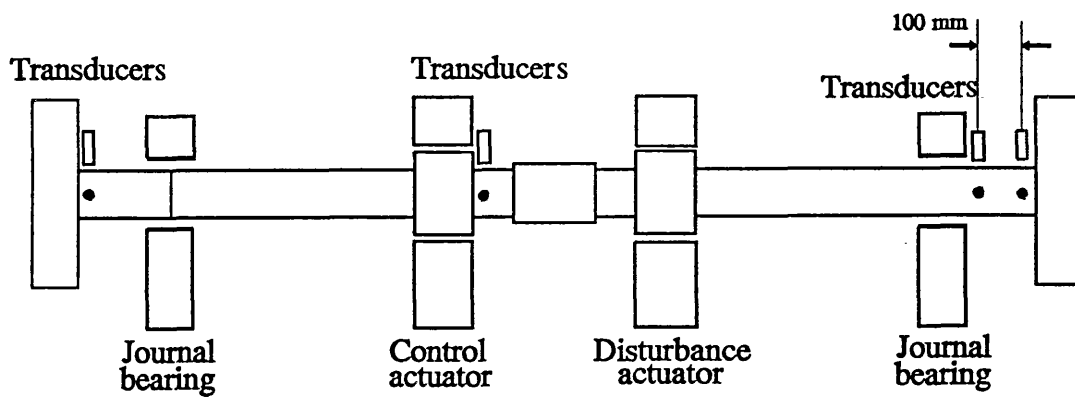 100 mm
Transducers
Transducers
Transducers
Journal
bearing
Control
actuator
Disturbance
actuator
Journal
bearing